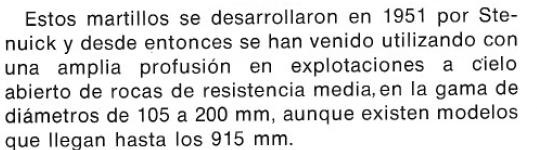 Estos martillos se desarrollaron en 1951 por Ste-
nuick y desde entonces se han venido utilizando con
una amplia profusión en explotaciones a cielo
abierto de rocas de resistencia media, en la gama de
diámetros de 105 a 200 mm, aunque existen modelos
que llegan hasta los 915 mm.